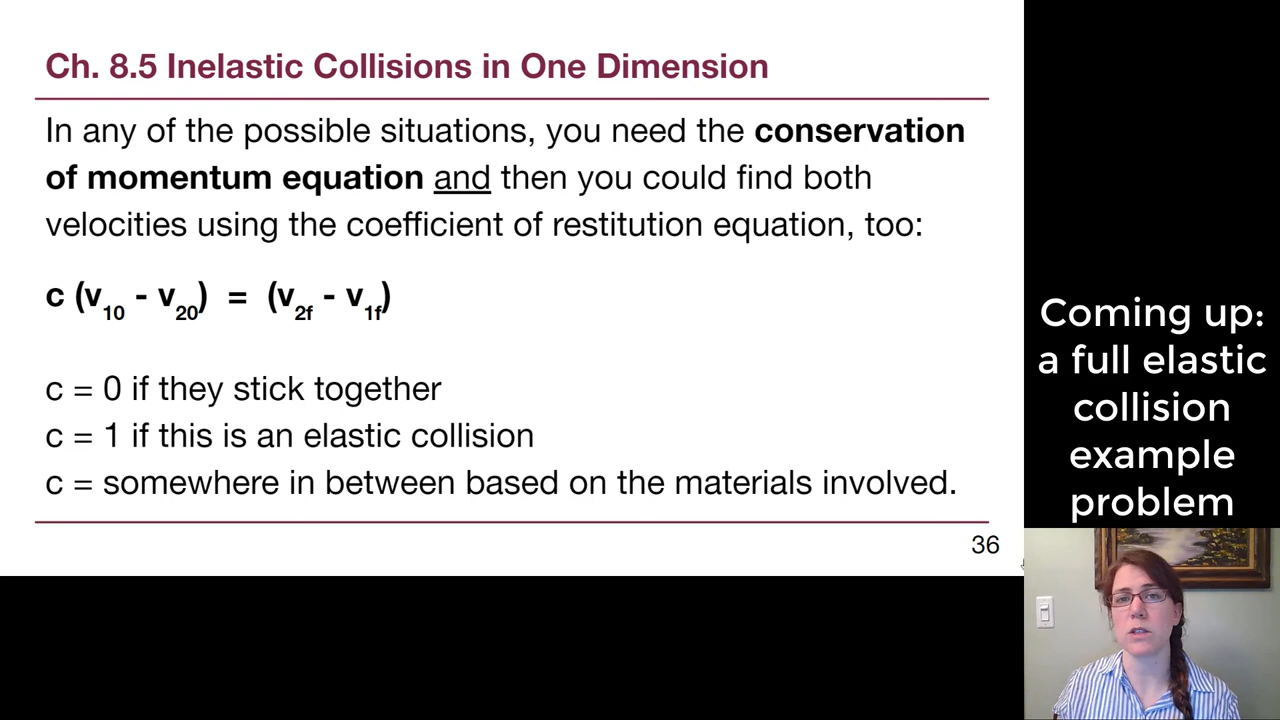 Ch. 8.5 Inelastic Collisions in One Dimension
In any of the possible situations, you need the conservation
of momentum equation and then you could find both
velocities using the coefficient of restitution equation, too:
c (v10 - v20) = (v2f - v1f)
c = 0 if they stick together
c = 1 if this is an elastic collision
c = somewhere in between based on the materials involved.
36
Coming up:
a full elastic
collision
example
problem